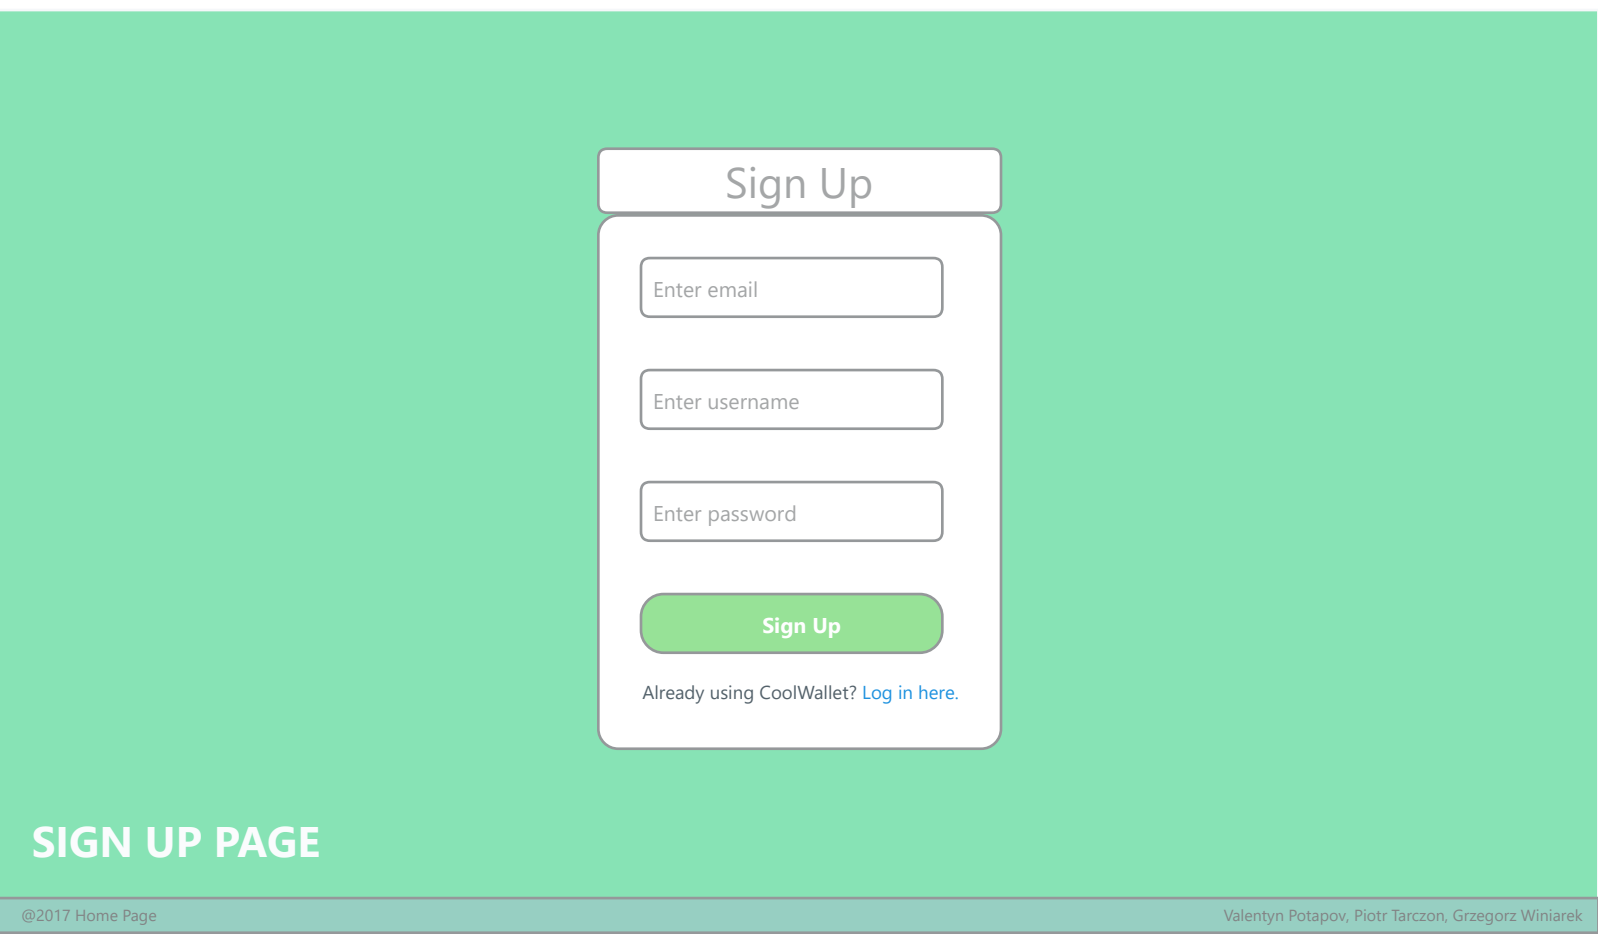 Sign Up
Enter email
Enter username
Enter password
Sign Up
Already using CoolWallet? Log in here.
SIGN UP PAGE
@2017 Home Page
Valentyn Potapov, Piotr Tarczon, Grzegorz Winiarek